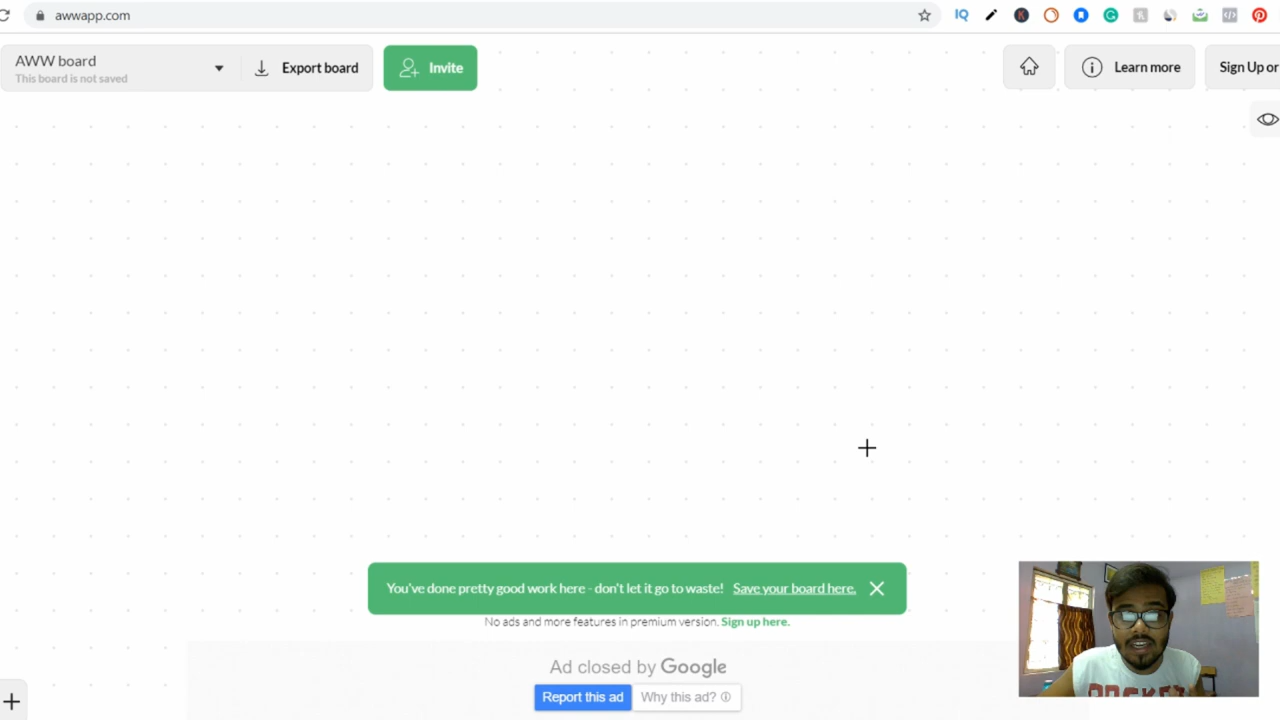 awwapp.com
IQ
AWW board
This board is not saved
Export board
Invite
Learn more
Sign Up or
You've done pretty good work here - don't let it go to waste! Save your board here.
No ads and more features in premium version. Sign up here.
Ad closed by Google
Report this ad
Why this ad?